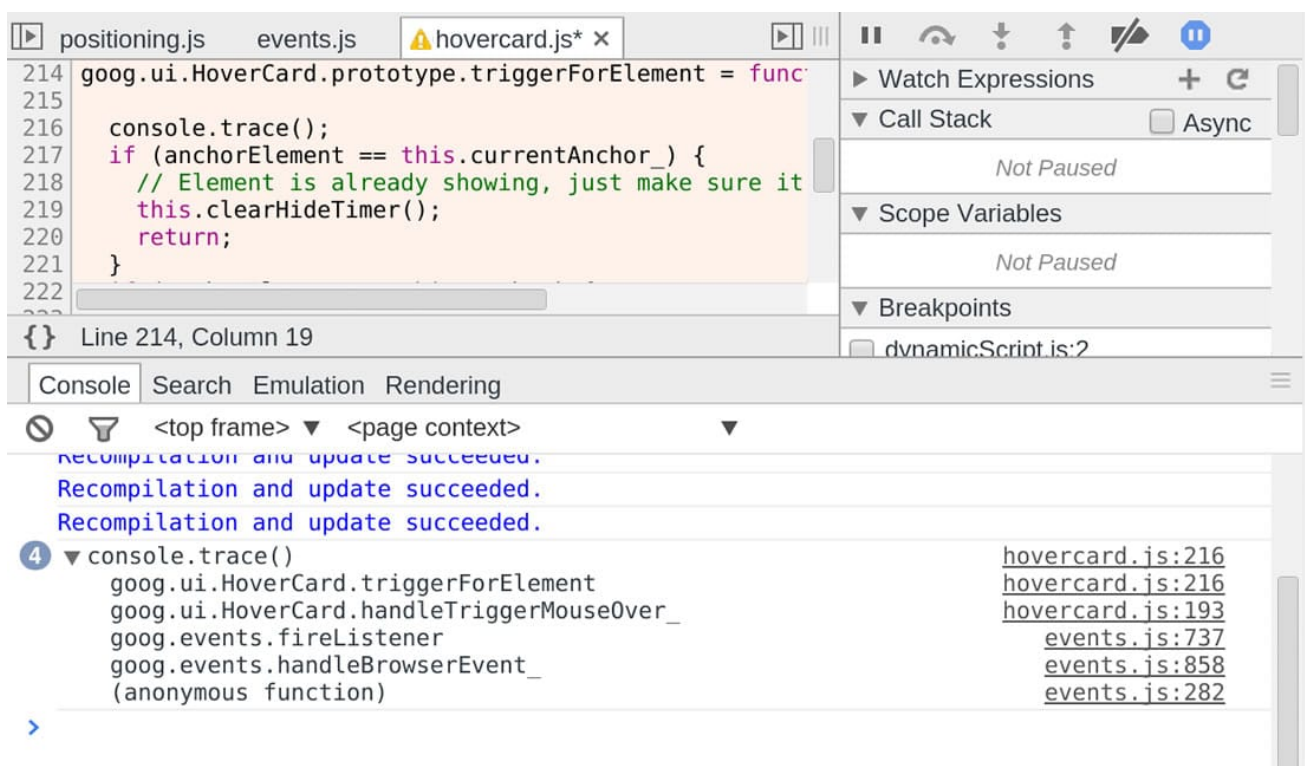 positioning.js events.js hovercard.js* ×
214 goog.ui.HoverCard.prototype.triggerForElement = func
215
216 console.trace();
217 if (anchorElement == this.currentAnchor_) {
218 // Element is already showing, just make sure it
219 this.clearHideTimer();
220 return;
221 }
222
{} Line 214, Column 19
Watch Expressions
Call Stack Async
Not Paused
Scope Variables
Not Paused
Breakpoints
dynamicScript.js:2
Console Search Emulation Rendering
<top frame> ▼ <page context> ▼
Recompilation and update succeeded.
Recompilation and update succeeded.
Recompilation and update succeeded.
4 ▼ console.trace() hovercard.js:216
goog.ui.HoverCard.triggerForElement hovercard.js:216
goog.ui.HoverCard.handleTriggerMouseOver_ hovercard.js:193
goog.events.fireListener events.js:737
goog.events.handleBrowserEvent_ events.js:858
(anonymous function) events.js:282
>